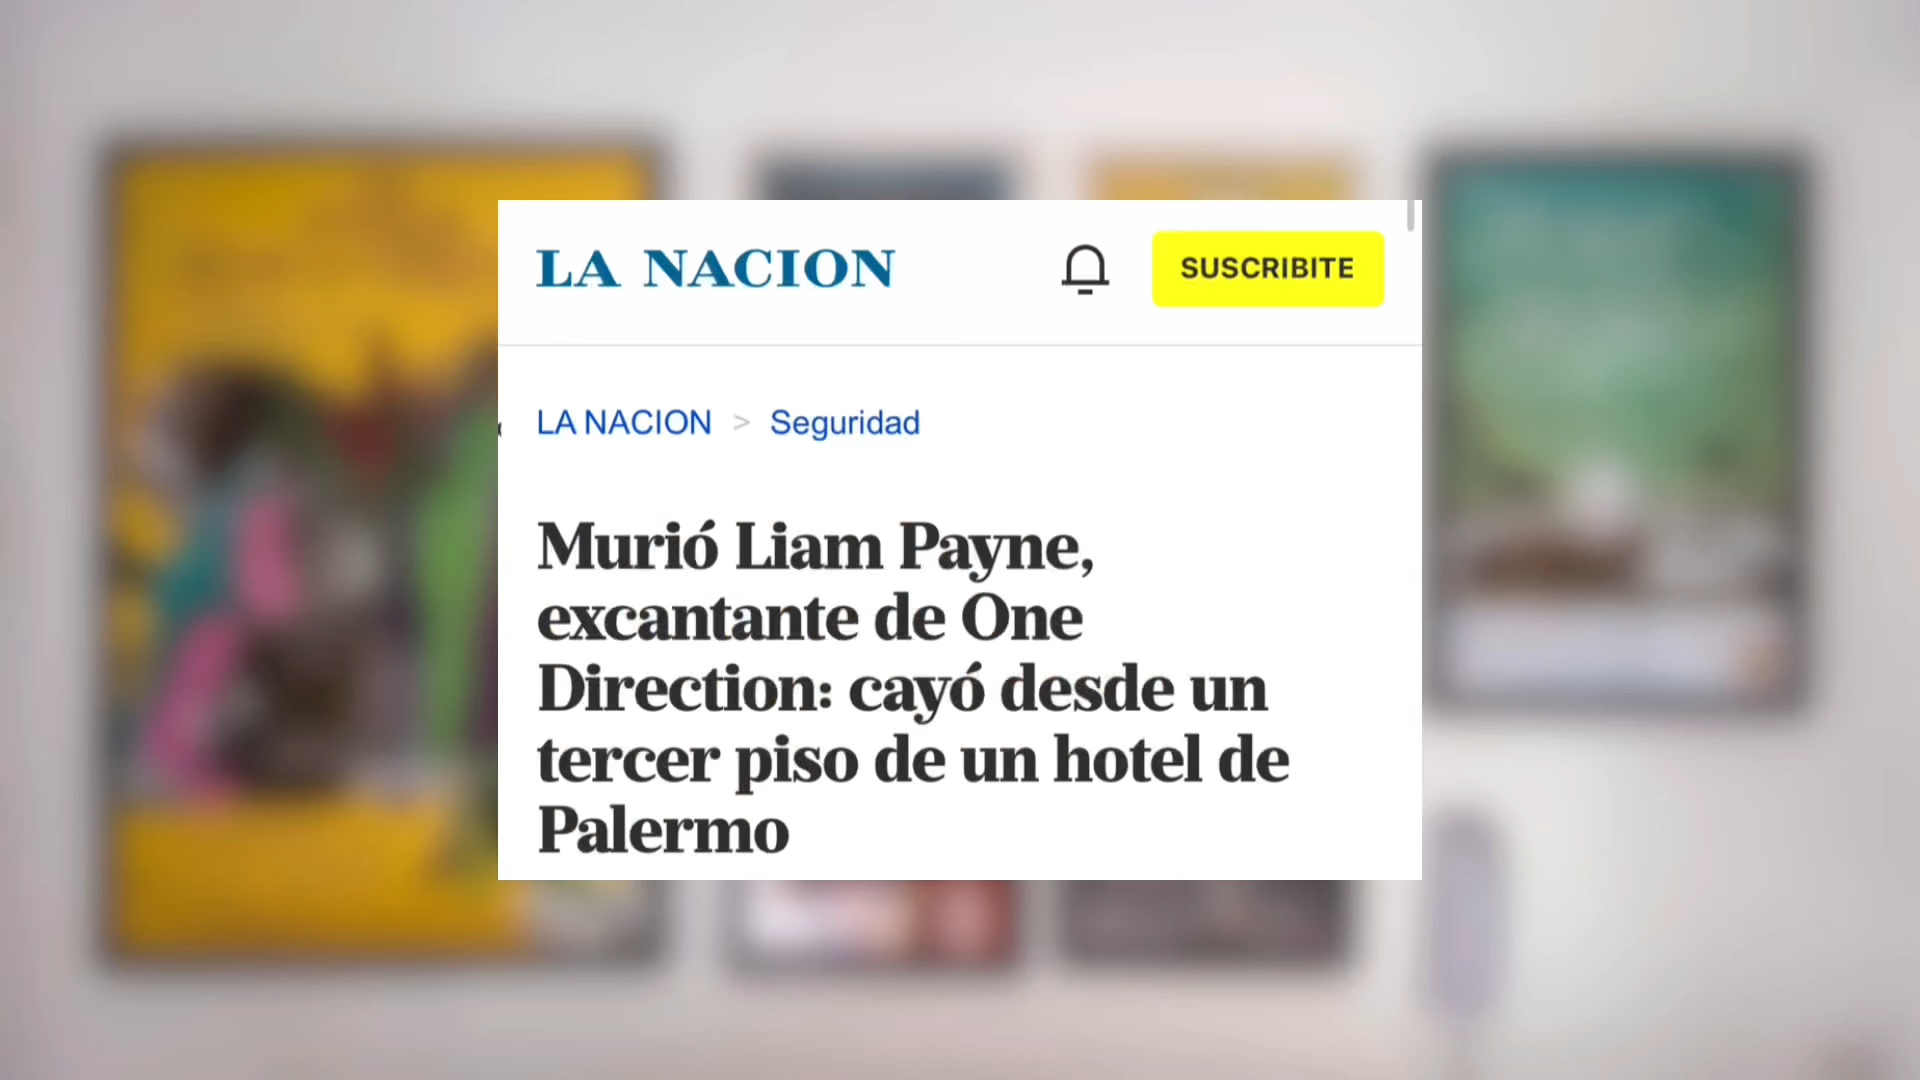 LA NACION
SUSCRIBITE
LA NACION > Seguridad
Murió Liam Payne,
excantante de One
Direction: cayó desde un
tercer piso de un hotel de
Palermo